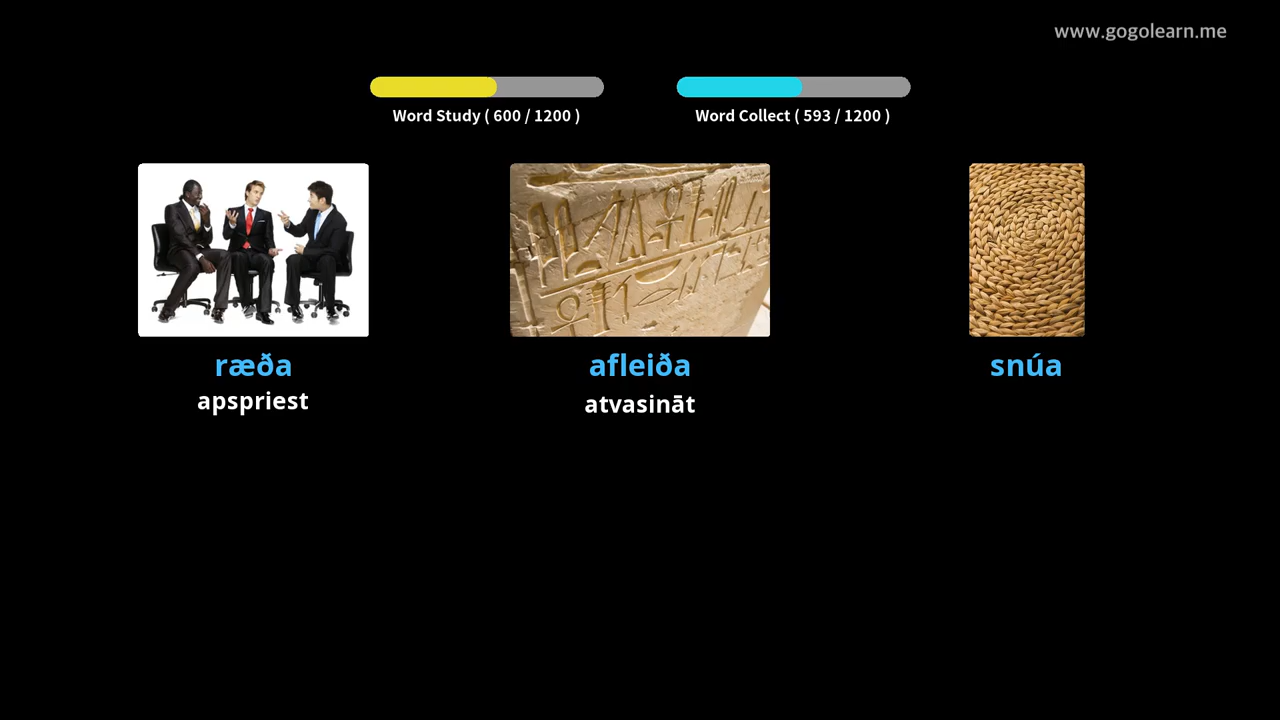 www.gogolearn.me
Word Study ( 600 / 1200 )
Word Collect ( 593 / 1200 )
ræða
afleiða
snúa
apspriest
atvasināt